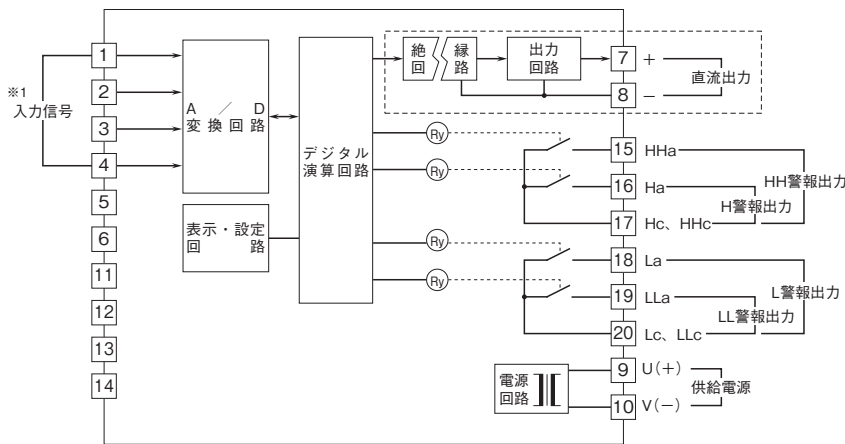 ※1
入力信号
1
2
3
4
5
6
11
12
13
14
A／D
変換回路
表示・設定
回路
デジタル
演算回路
絶縁
回路
出力
回路
Ry
Ry
Ry
Ry
7 +
8 −
直流出力
15 HHa
16 Ha
17 Hc、HHc
H警報出力
HH警報出力
18 La
19 LLa
20 Lc、LLc
LL警報出力
L警報出力
電源
回路
9 U(+)
10 V(−)
供給電源